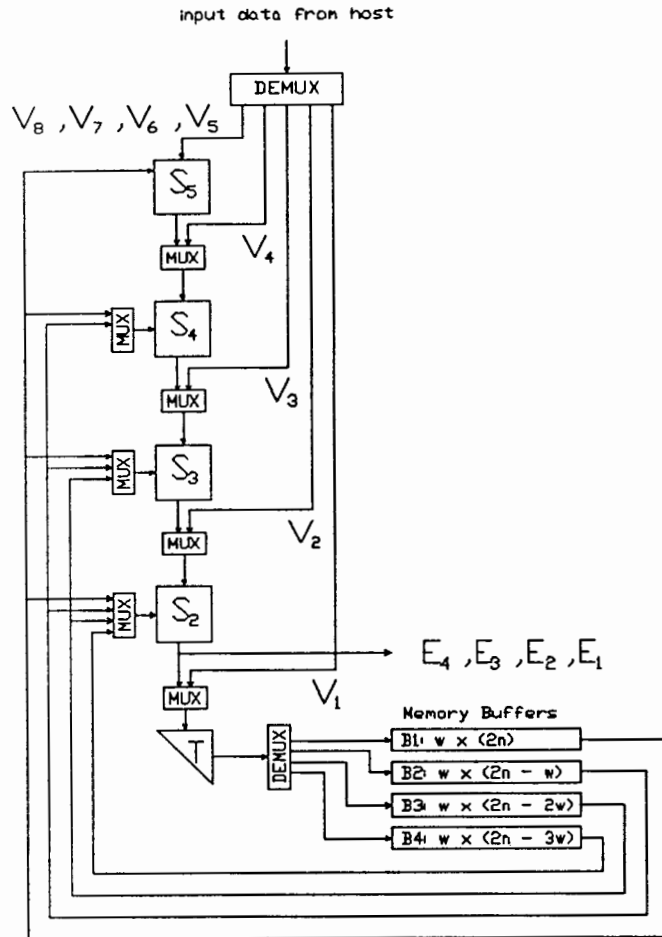 input data from host
DEMUX
V₈ , V₇ , V₆ , V₅
S₅
V₄
MUX
MUX
S₄
V₃
MUX
MUX
S₃
V₂
MUX
MUX
S₂
E₄ , E₃ , E₂ , E₁
MUX
V₁
Memory Buffers
T
DEMUX
B1: w x (2n)
B2: w x (2n - w)
B3: w x (2n - 2w)
B4: w x (2n - 3w)